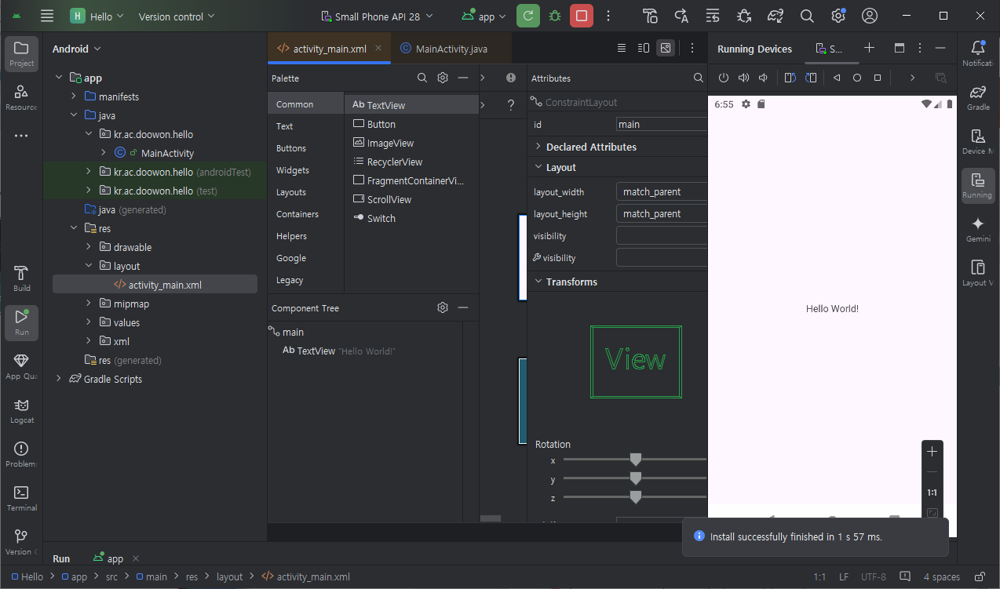 H Hello Version control Small Phone API 28 app
Project
Resource
Build
Run
App Qua
Logcat
Problems
Terminal
Version C
Android
app
manifests
java
kr.ac.doowon.hello
MainActivity
kr.ac.doowon.hello (androidTest)
kr.ac.doowon.hello (test)
java (generated)
res
drawable
layout
activity_main.xml
mipmap
values
xml
res (generated)
Gradle Scripts
activity_main.xml MainActivity.java
Palette
Common
Text
Buttons
Widgets
Layouts
Containers
Helpers
Google
Legacy
Ab TextView
Button
ImageView
RecyclerView
FragmentContainerVi...
ScrollView
Switch
Component Tree
main
Ab TextView "Hello World!"
Attributes
ConstraintLayout
id main
Declared Attributes
Layout
layout_width match_parent
layout_height match_parent
visibility
visibility
Transforms
View
Rotation
x
y
z
Running Devices S...
6:55
Hello World!
1:1
Install successfully finished in 1 s 57 ms.
Notificati
Gradle
Device M
Running
Gemini
Layout V
Run app
Hello app src main res layout activity_main.xml
1:1 LF UTF-8 4 spaces